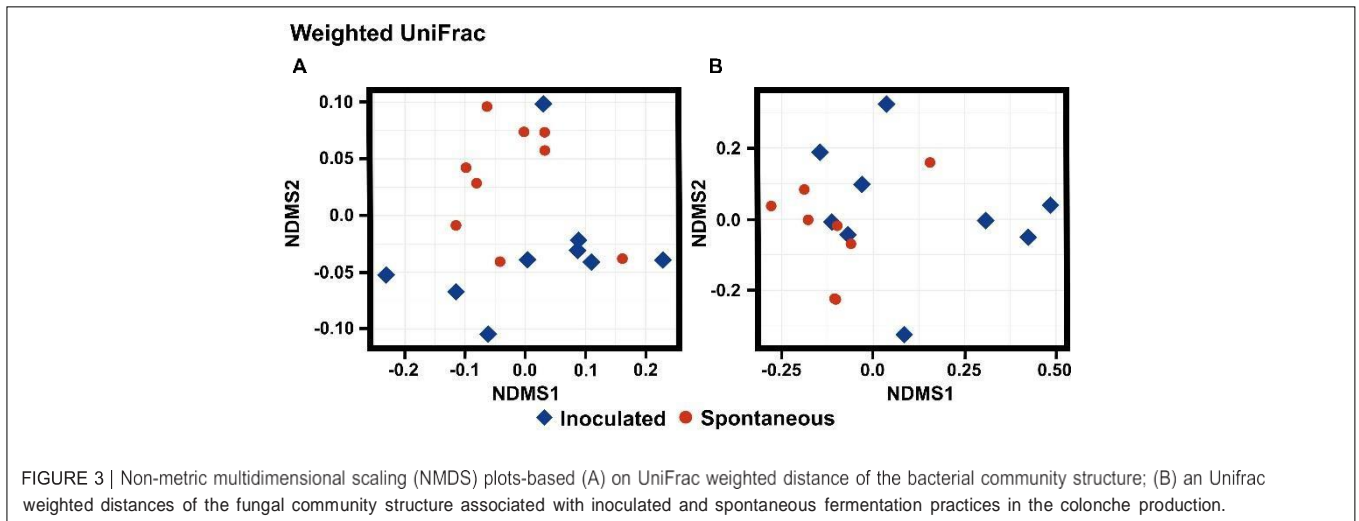 Weighted UniFrac
A
B
0.10
0.05
0.0
-0.05
-0.10
NDMS2
-0.2
-0.1
0.0
0.1
0.2
NDMS1
0.2
0.0
-0.2
NDMS2
-0.25
0.0
0.25
0.50
NDMS1
Inoculated Spontaneous
FIGURE 3 | Non-metric multidimensional scaling (NMDS) plots-based (A) on UniFrac weighted distance of the bacterial community structure; (B) an Unifrac
weighted distances of the fungal community structure associated with inoculated and spontaneous fermentation practices in the colonche production.